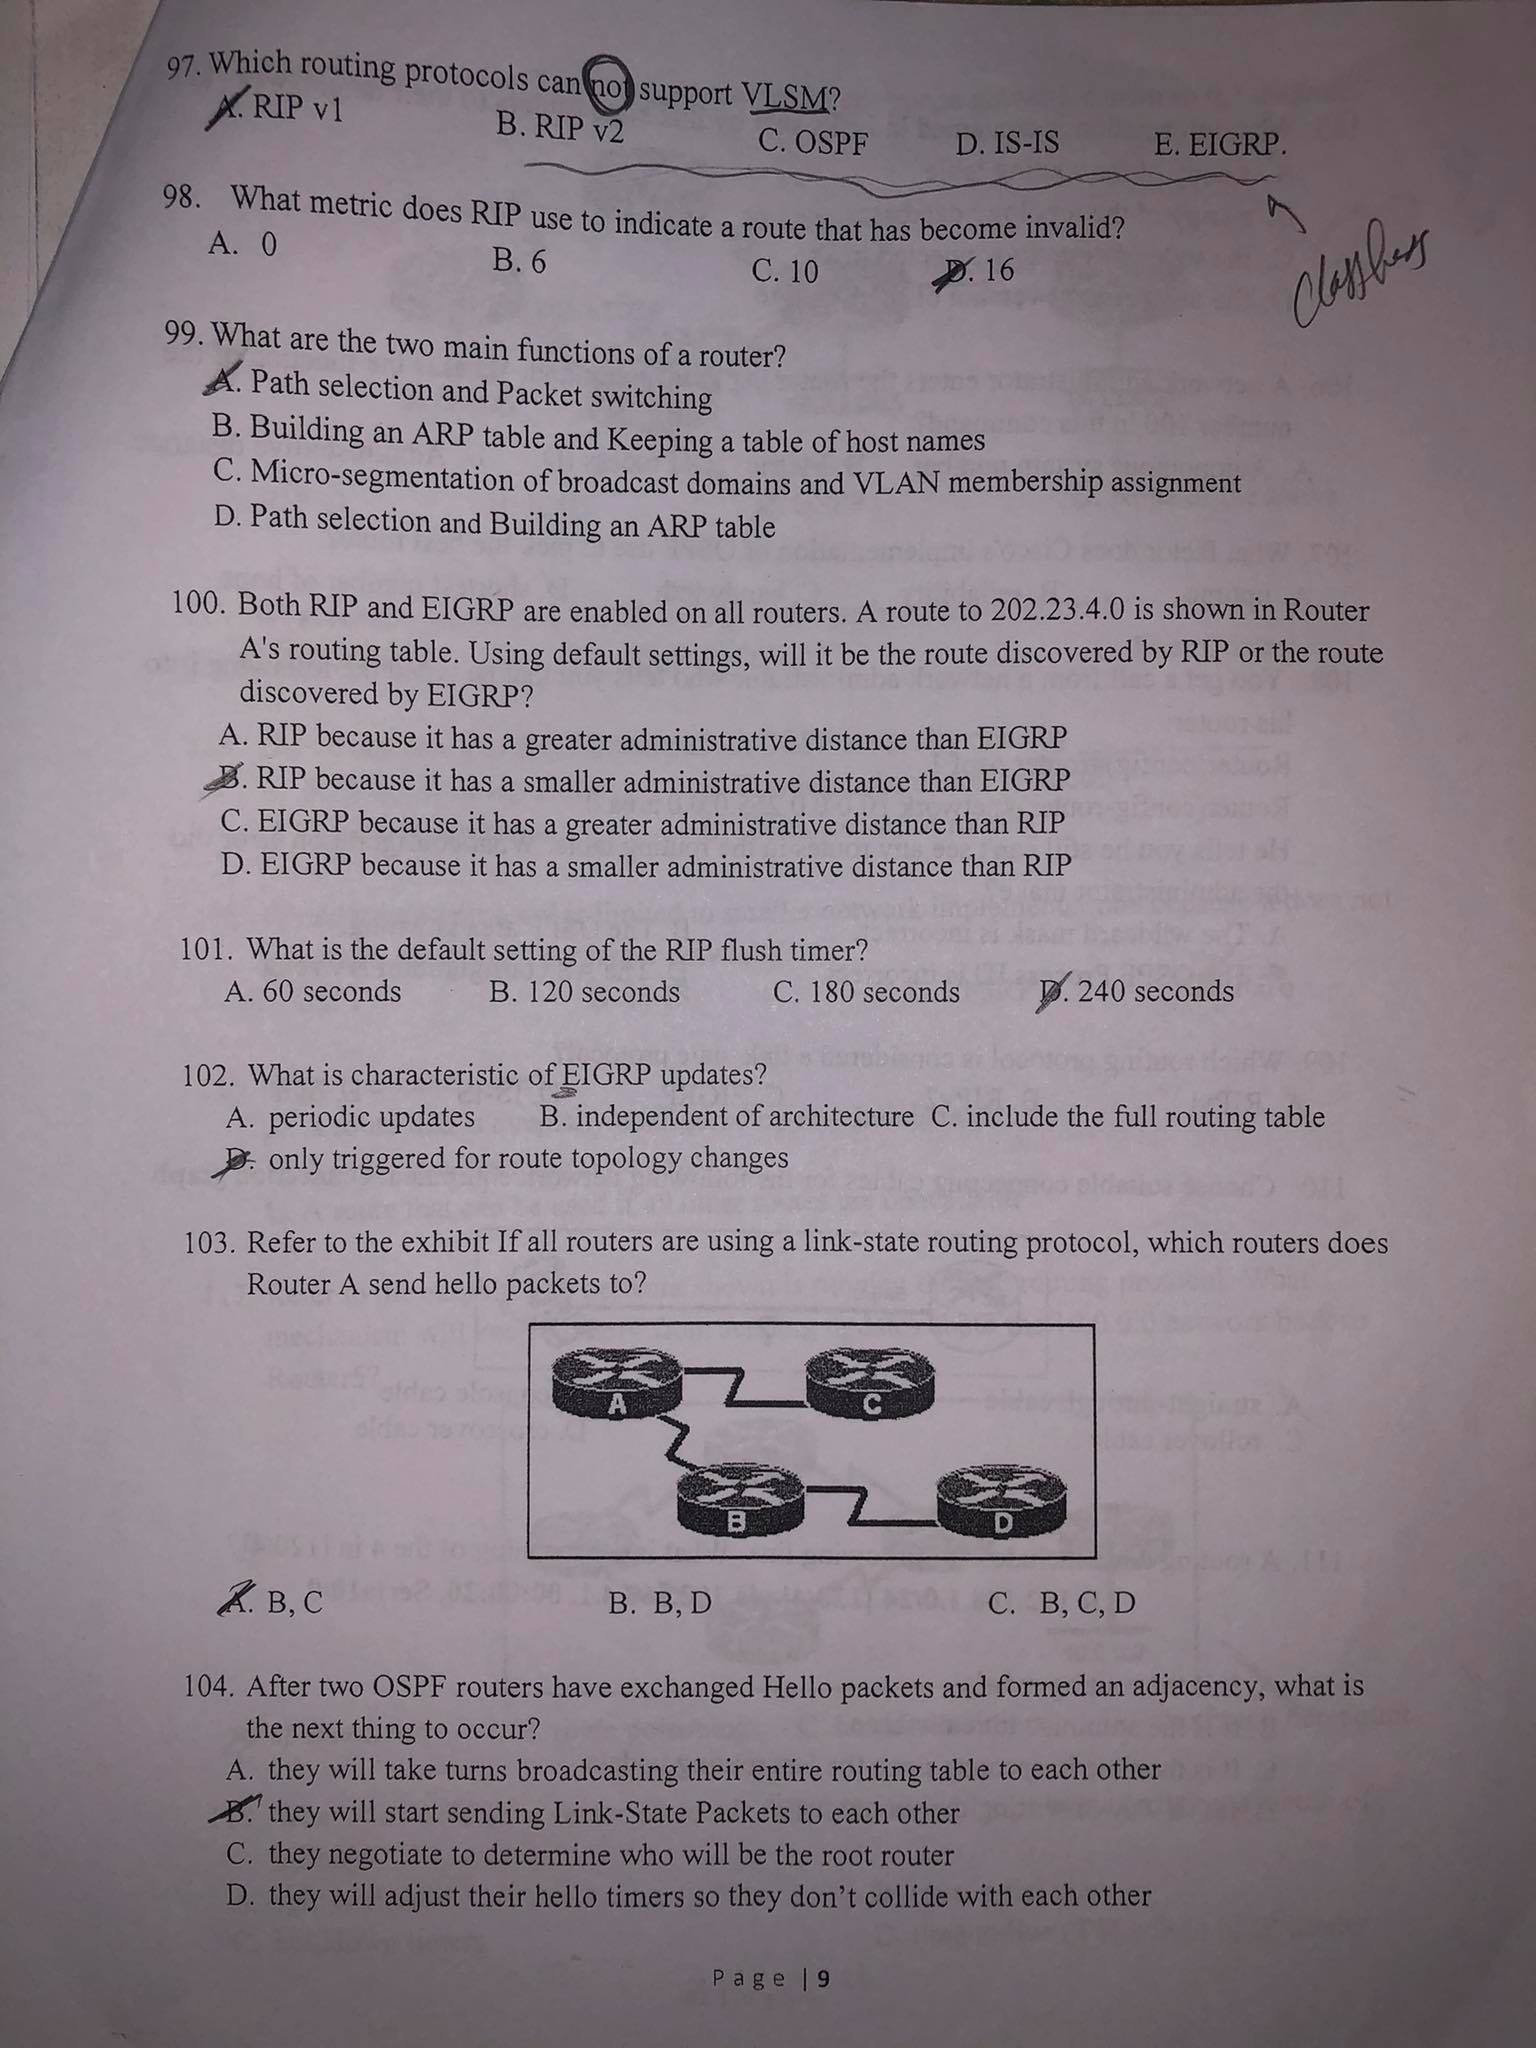 97. Which routing protocols can not support VLSM?
A. RIP v1 B. RIP v2 C. OSPF D. IS-IS E. EIGRP.
98. What metric does RIP use to indicate a route that has become invalid?
A. 0 B. 6 C. 10 D. 16
Classless
99. What are the two main functions of a router?
A. Path selection and Packet switching
B. Building an ARP table and Keeping a table of host names
C. Micro-segmentation of broadcast domains and VLAN membership assignment
D. Path selection and Building an ARP table
100. Both RIP and EIGRP are enabled on all routers. A route to 202.23.4.0 is shown in Router
A's routing table. Using default settings, will it be the route discovered by RIP or the route
discovered by EIGRP?
A. RIP because it has a greater administrative distance than EIGRP
B. RIP because it has a smaller administrative distance than EIGRP
C. EIGRP because it has a greater administrative distance than RIP
D. EIGRP because it has a smaller administrative distance than RIP
101. What is the default setting of the RIP flush timer?
A. 60 seconds B. 120 seconds C. 180 seconds D. 240 seconds
102. What is characteristic of EIGRP updates?
A. periodic updates B. independent of architecture C. include the full routing table
D. only triggered for route topology changes
103. Refer to the exhibit If all routers are using a link-state routing protocol, which routers does
Router A send hello packets to?
A C
B D
A. B, C B. B, D C. B, C, D
104. After two OSPF routers have exchanged Hello packets and formed an adjacency, what is
the next thing to occur?
A. they will take turns broadcasting their entire routing table to each other
B. they will start sending Link-State Packets to each other
C. they negotiate to determine who will be the root router
D. they will adjust their hello timers so they don't collide with each other
Page | 9